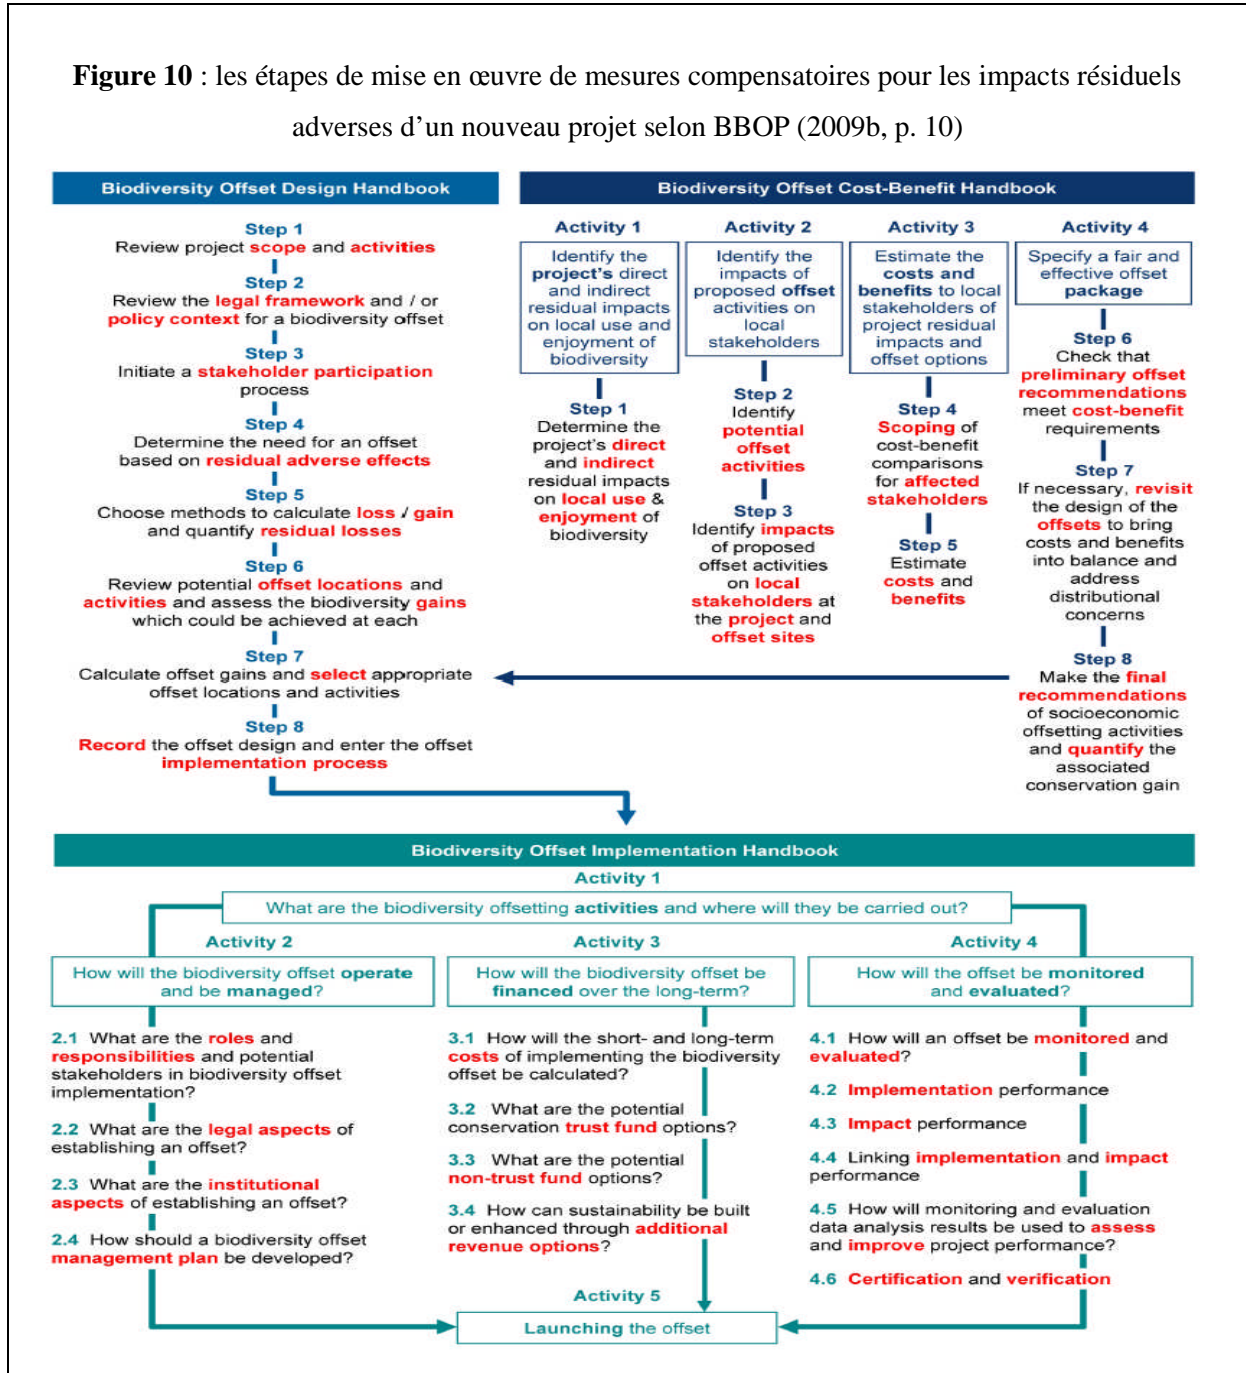 Figure 10 : les étapes de mise en œuvre de mesures compensatoires pour les impacts résiduels
adverses d’un nouveau projet selon BBOP (2009b, p. 10)
Biodiversity Offset Design Handbook
Step 1
Review project scope and activities
Step 2
Review the legal framework and / or
policy context for a biodiversity offset
Step 3
Initiate a stakeholder participation
process
Step 4
Determine the need for an offset
based on residual adverse effects
Step 5
Choose methods to calculate loss / gain
and quantify residual losses
Step 6
Review potential offset locations and
activities and assess the biodiversity gains
which could be achieved at each
Step 7
Calculate offset gains and select appropriate
offset locations and activities
Step 8
Record the offset design and enter the offset
implementation process
Biodiversity Offset Cost-Benefit Handbook
Activity 1
Identify the
project's direct
and indirect
residual impacts
on local use and
enjoyment of
biodiversity
Step 1
Determine the
project's direct
and indirect
residual impacts
on local use &
enjoyment of
biodiversity
Activity 2
Identify the
impacts of
proposed offset
activities on
local
stakeholders
Step 2
Identify
potential
offset
activities
Step 3
Identify impacts
of proposed
offset activities
on local
stakeholders at
the project and
offset sites
Activity 3
Estimate the
costs and
benefits to local
stakeholders of
project residual
impacts and
offset options
Step 4
Scoping of
cost-benefit
comparisons
for affected
stakeholders
Step 5
Estimate
costs and
benefits
Activity 4
Specify a fair and
effective offset
package
Step 6
Check that
preliminary offset
recommendations
meet cost-benefit
requirements
Step 7
If necessary, revisit
the design of the
offsets to bring
costs and benefits
into balance and
address
distributional
concerns
Step 8
Make the final
recommendations
of socioeconomic
offsetting activities
and quantify the
associated
conservation gain
Biodiversity Offset Implementation Handbook
Activity 1
What are the biodiversity offsetting activities and where will they be carried out?
Activity 2
How will the biodiversity offset operate
and be managed?
2.1 What are the roles and
responsibilities and potential
stakeholders in biodiversity offset
implementation?
2.2 What are the legal aspects of
establishing an offset?
2.3 What are the institutional
aspects of establishing an offset?
2.4 How should a biodiversity offset
management plan be developed?
Activity 3
How will the biodiversity offset be
financed over the long-term?
3.1 How will the short- and long-term
costs of implementing the biodiversity
offset be calculated?
3.2 What are the potential
conservation trust fund options?
3.3 What are the potential
non-trust fund options?
3.4 How can sustainability be built
or enhanced through additional
revenue options?
Activity 4
How will the offset be monitored
and evaluated?
4.1 How will an offset be monitored and
evaluated?
4.2 Implementation performance
4.3 Impact performance
4.4 Linking implementation and impact
performance
4.5 How will monitoring and evaluation
data analysis results be used to assess
and improve project performance?
4.6 Certification and verification
Activity 5
Launching the offset